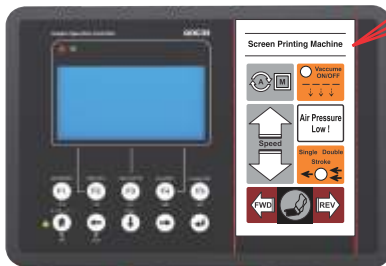 Screen Printing Machine
A M
Vaccume
ON/OFF
Speed
Air Pressure
Low !
Single Double
Stroke
FWD
REV
F1 F2 F3 F4 F5